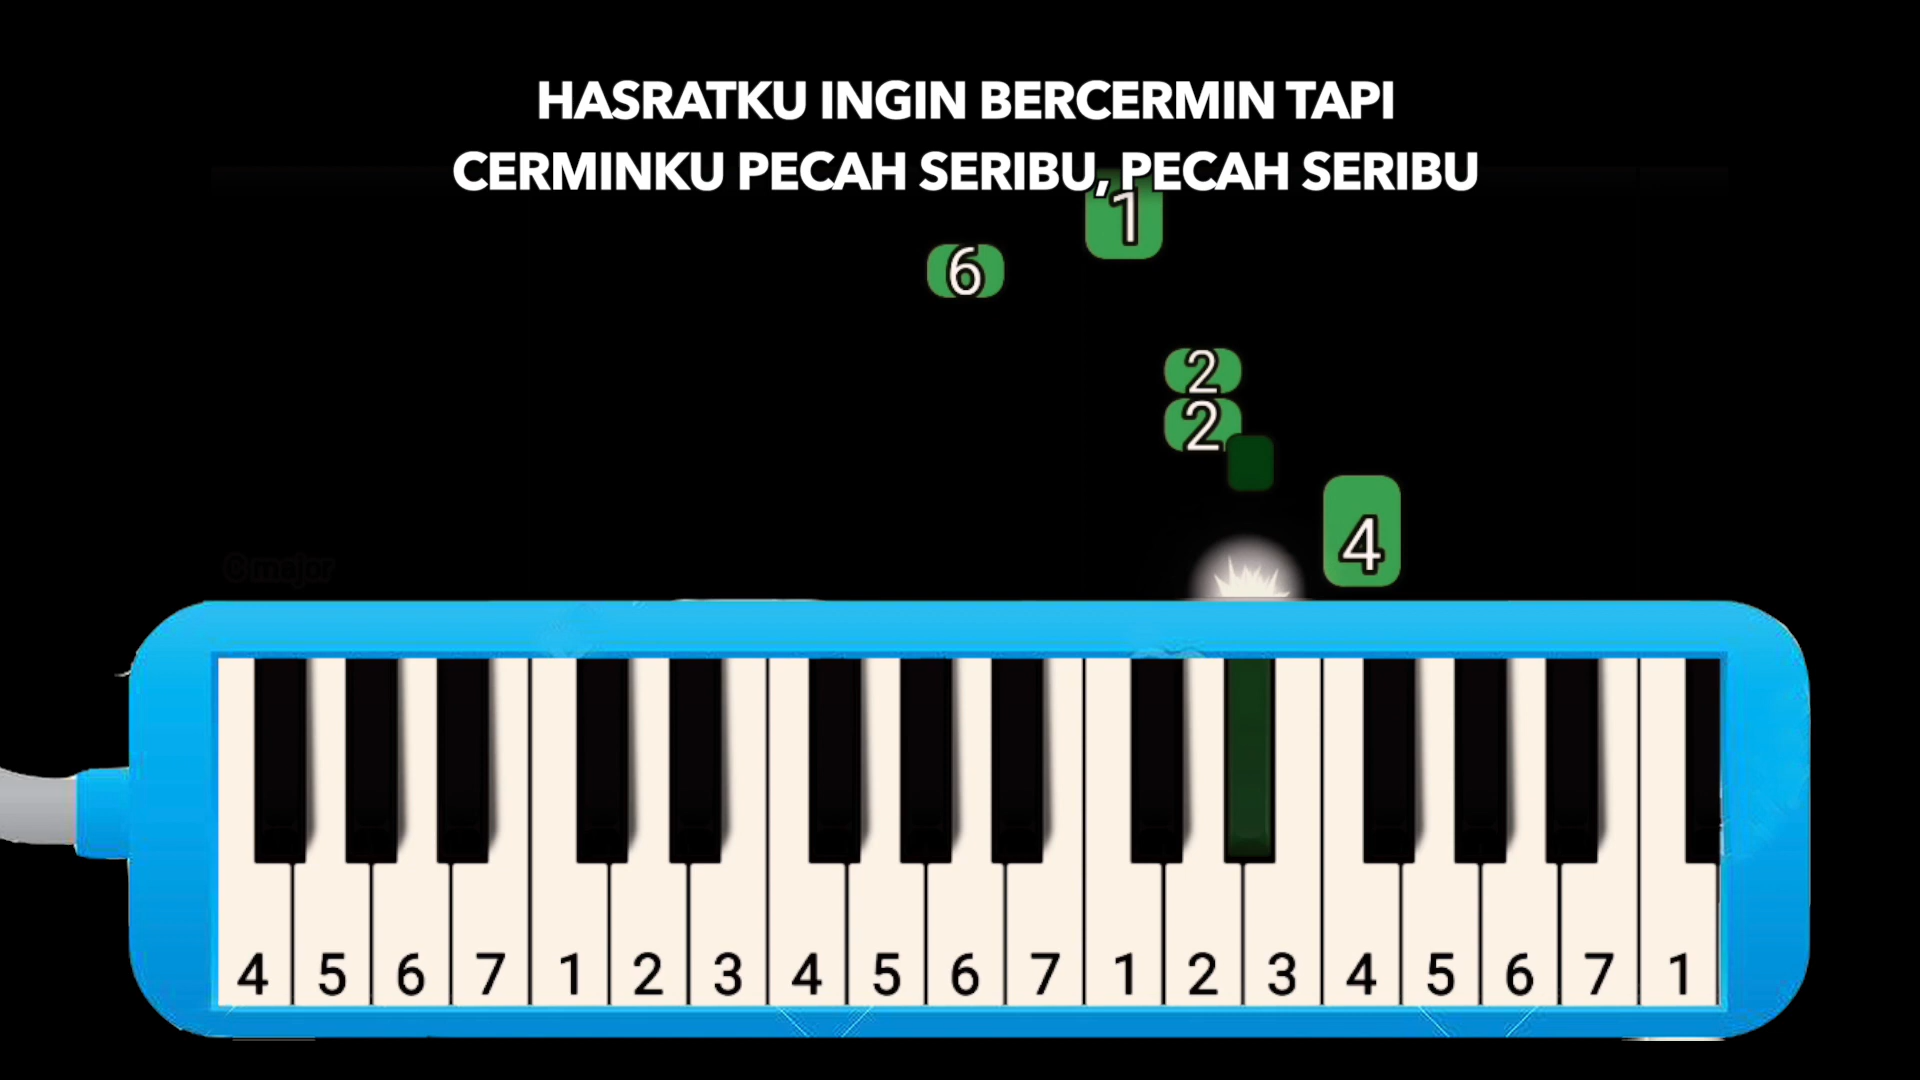 HASRATKU INGIN BERCERMIN TAPI
CERMINKU PECAH SERIBU, PECAH SERIBU
1
6
2
2
4
C major
4 5 6 7 1 2 3 4 5 6 7 1 2 3 4 5 6 7 1